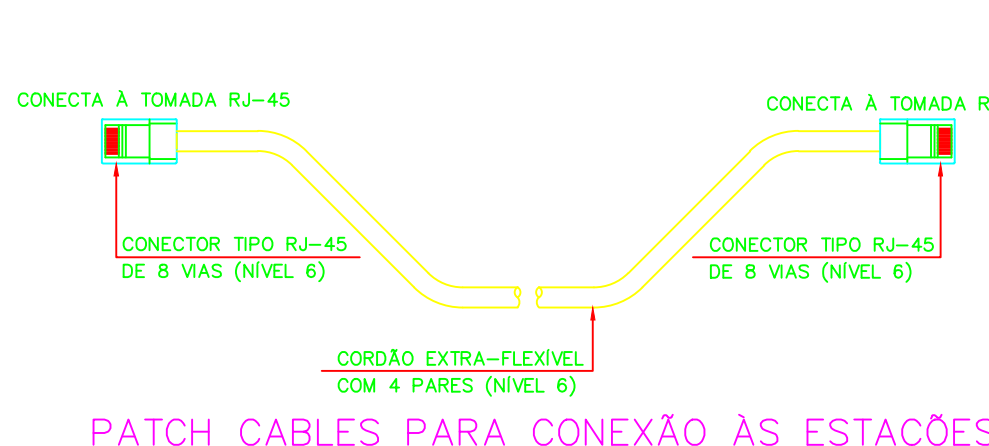 CONECTA À TOMADA RJ-45
CONECTA À TOMADA R
CONECTOR TIPO RJ-45
DE 8 VIAS (NÍVEL 6)
CONECTOR TIPO RJ-45
DE 8 VIAS (NÍVEL 6)
CORDÃO EXTRA-FLEXÍVEL
COM 4 PARES (NÍVEL 6)
PATCH CABLES PARA CONEXÃO ÀS ESTAÇÕES